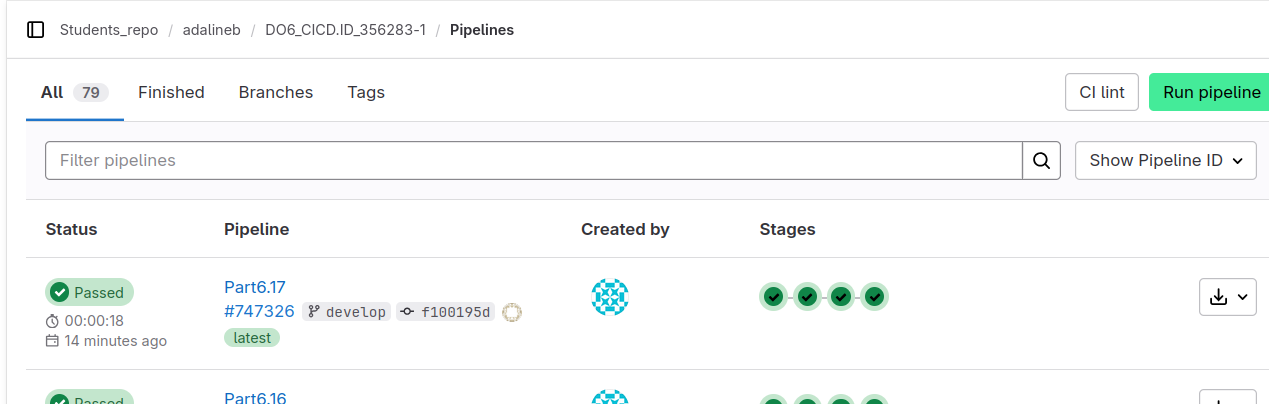 Students_repo / adalineb / DO6_CICD.ID_356283-1 / Pipelines
All 79 Finished Branches Tags CI lint Run pipeline
Filter pipelines Show Pipeline ID
Status Pipeline Created by Stages
Passed Part6.17
00:00:18 #747326 develop f100195d
14 minutes ago latest
Passed Part6.16